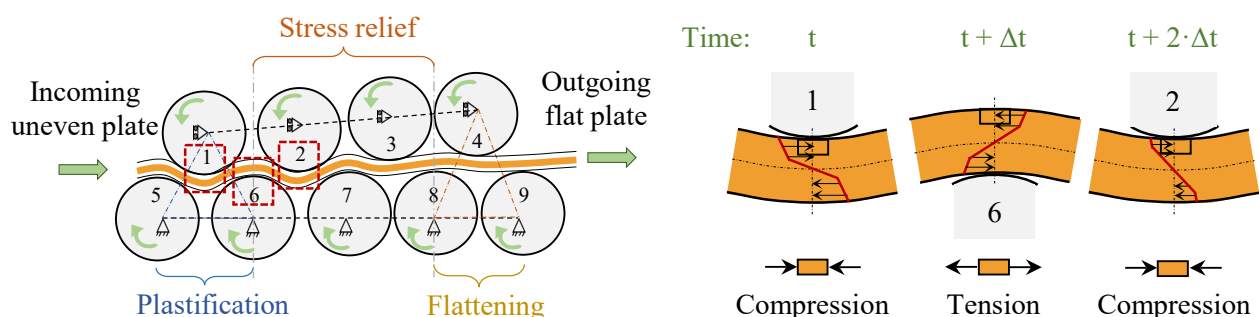 Stress relief
Incoming
uneven plate
Outgoing
flat plate
1
2
3
4
5
6
7
8
9
Plastification
Flattening
Time: t t + Δt t + 2·Δt
1
6
2
Compression Tension Compression